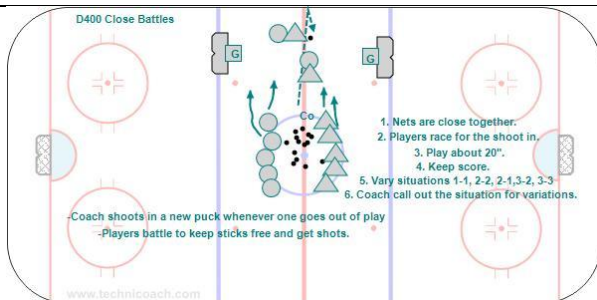 D400 Close Battles
G
G
Co
1. Nets are close together.
2. Players race for the shoot in.
3. Play about 20".
4. Keep score.
5. Vary situations 1-1, 2-2, 2-1,3-2, 3-3
6. Coach call out the situation for variations.
-Coach shoots in a new puck whenever one goes out of play
-Players battle to keep sticks free and get shots.
www.technicoach.com